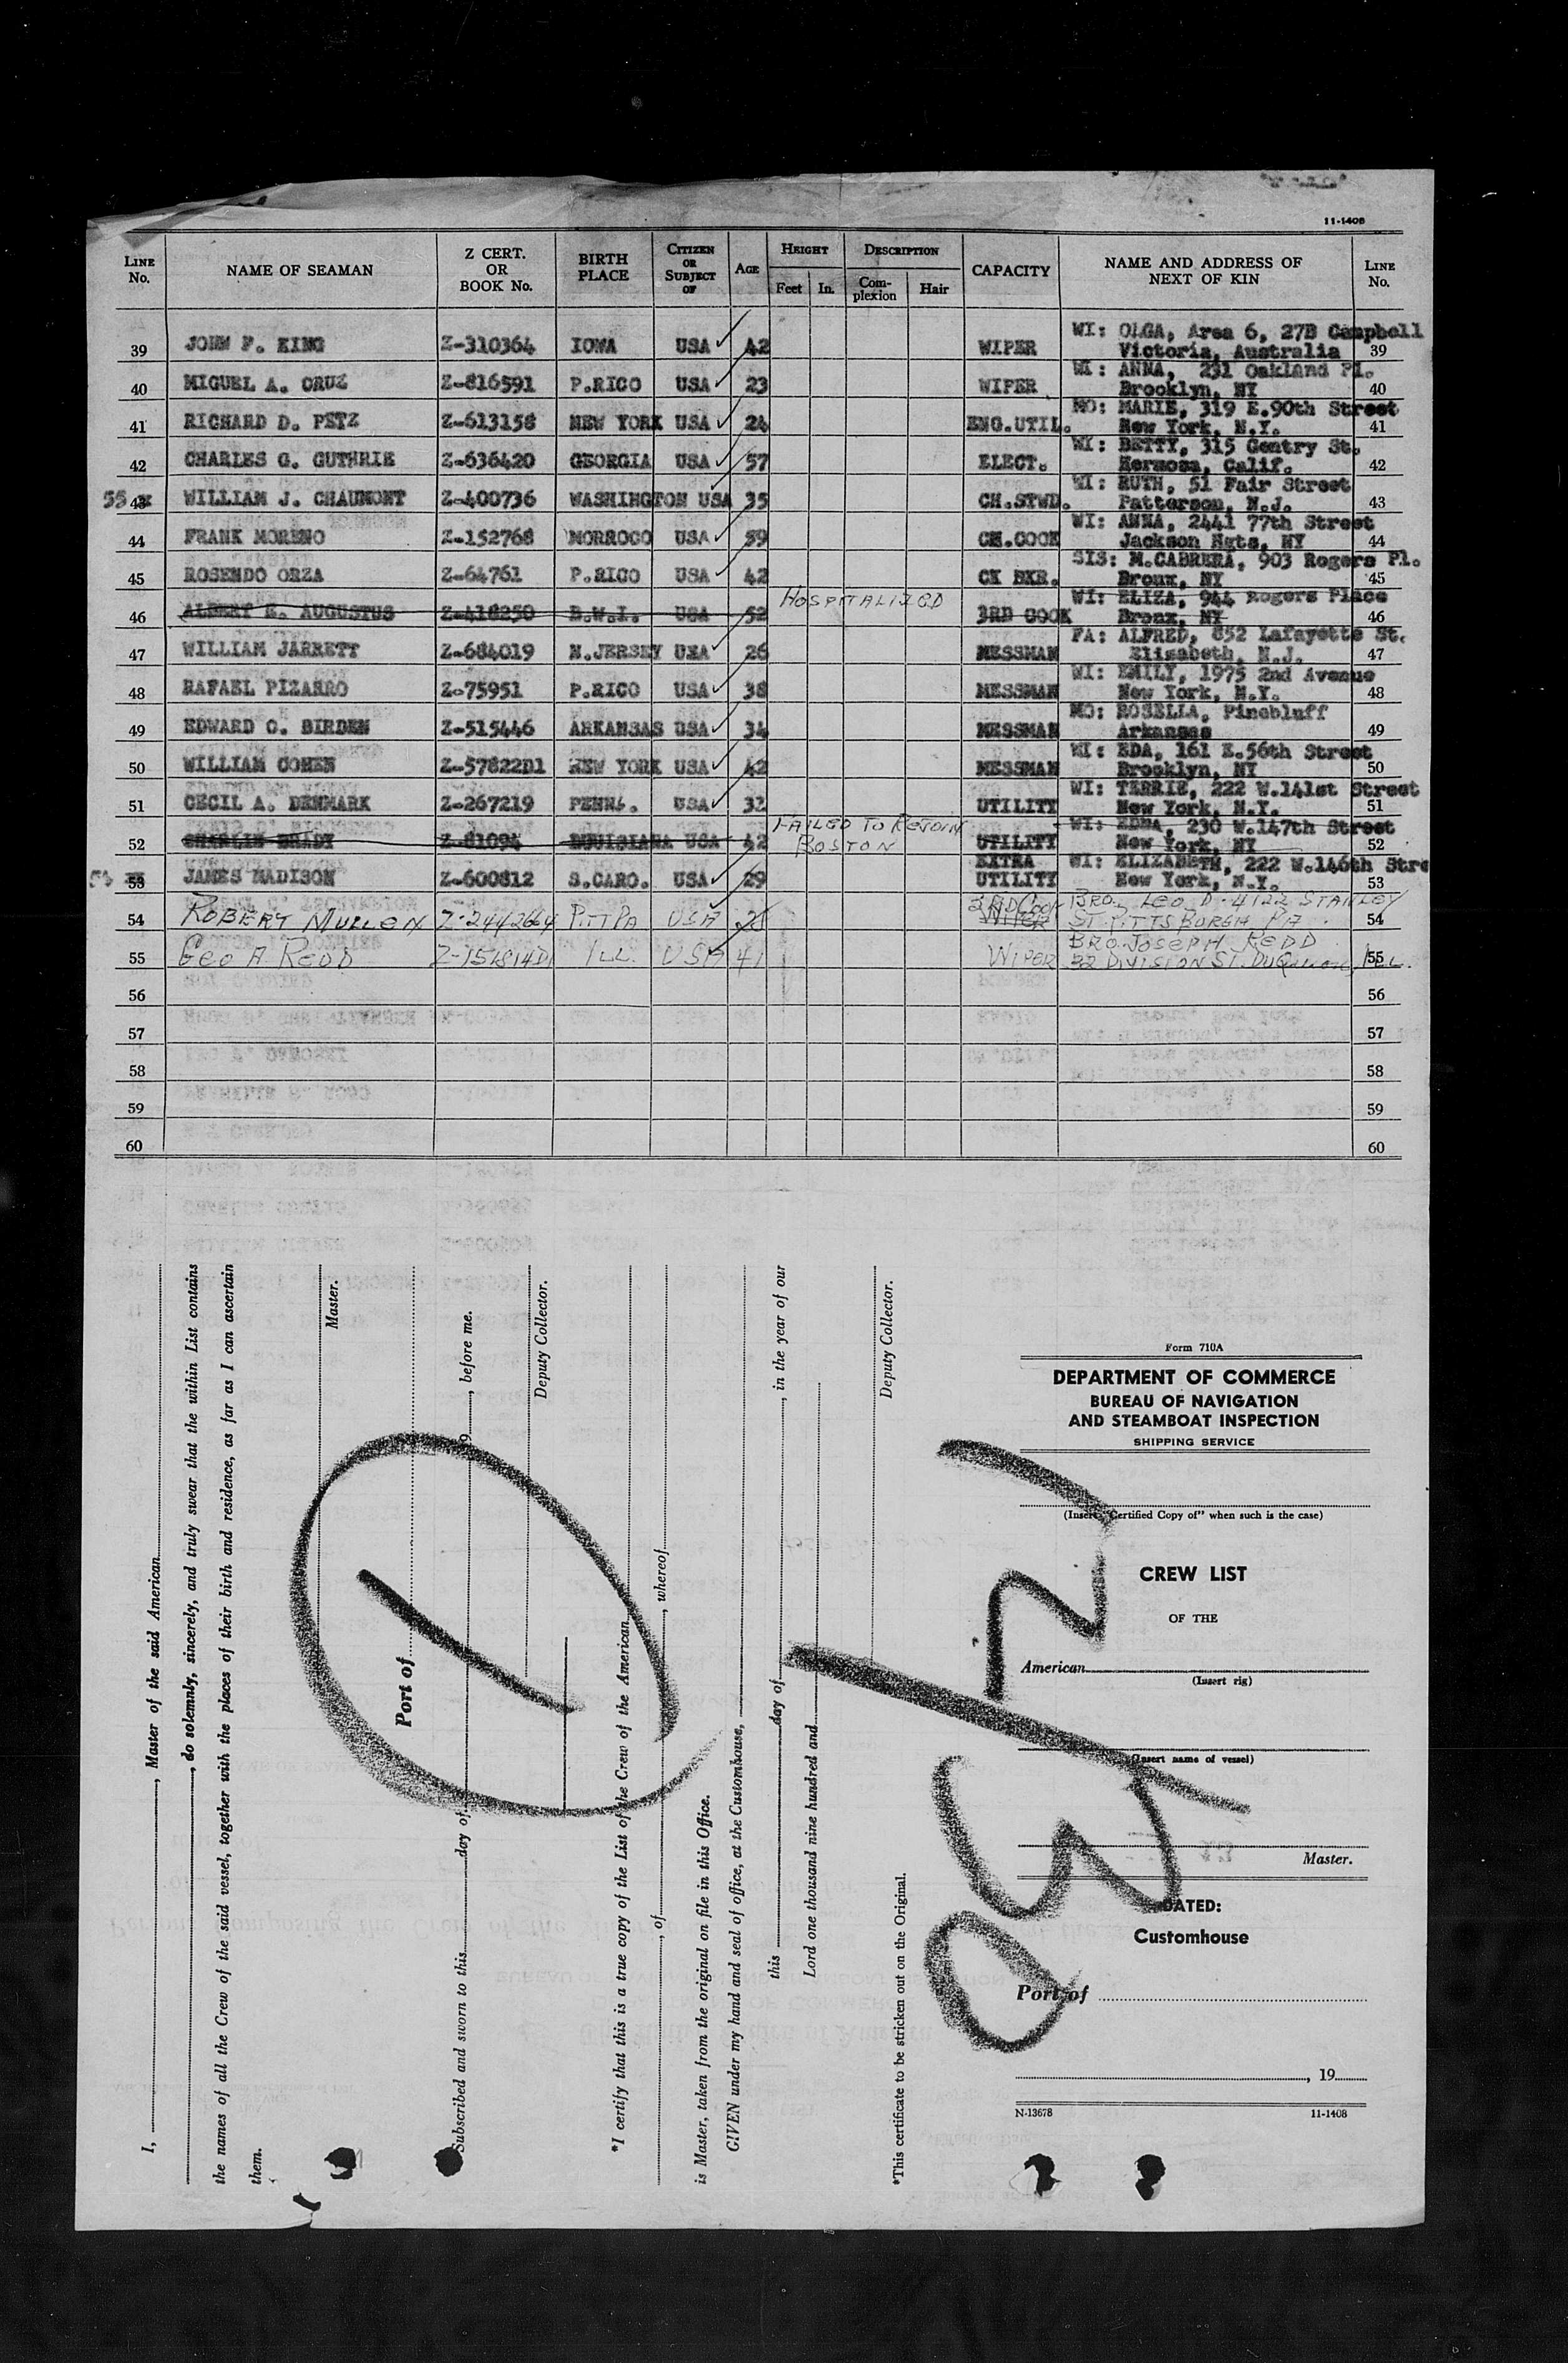 11-1408
LINE No. NAME OF SEAMAN Z CERT. OR BOOK No. BIRTH PLACE CITIZEN OR SUBJECT OF AGE HEIGHT Feet In. DESCRIPTION Com-plexion Hair CAPACITY NAME AND ADDRESS OF NEXT OF KIN LINE No.
39 JOHN F. KING Z-310364 IOWA USA 42 WIPER WI: OLGA, Area 6, 27B Campbell Victoria, Australia 39
40 MIGUEL A. CRUZ Z-816591 P.RICO USA 23 WIPER WI: ANNA, 231 Oakland Pl. Brooklyn, NY 40
41 RICHARD D. PETZ Z-613158 NEW YORK USA 24 ENG.UTIL. MO: MARIE, 319 E.90th Street New York, N.Y. 41
42 CHARLES G. GUTHRIE Z-636420 GEORGIA USA 57 ELECT. WI: BETTY, 315 Gentry St. Hermosa, Calif. 42
55 43 WILLIAM J. CHAUMONT Z-400736 WASHINGTON USA 35 CH.STWD. WI: RUTH, 51 Fair Street Patterson, N.J. 43
44 FRANK MORENO Z-152768 MORROCO USA 59 CH.COOK WI: ANNA, 2441 77th Street Jackson Hgts, NY 44
45 ROSENDO ORZA Z-64761 P.RICO USA 42 CK BKR. SIS: M.CABRERA, 903 Rogers Pl. Bronx, NY 45
46 ALBERT E. AUGUSTUS Z-418250 B.W.I. USA 52 HOSPITALIZED 3RD COOK WI: ELIZA, 944 Rogers Place Bronx, NY 46
47 WILLIAM JARRETT Z-684019 N.JERSEY USA 26 MESSMAN FA: ALFRED, 852 Lafayette St. Elizabeth, N.J. 47
48 RAFAEL PIZARRO Z-75951 P.RICO USA 38 MESSMAN WI: EMILY, 1975 2nd Avenue New York, N.Y. 48
49 EDWARD C. BIRDEN Z-515446 ARKANSAS USA 34 MESSMAN MO: ROSELLA, Pinebluff Arkansas 49
50 WILLIAM COHEN Z-57822D1 NEW YORK USA 42 MESSMAN WI: EDA, 161 E.56th Street Brooklyn, NY 50
51 CECIL A. DENMARK Z-267219 PENNA. USA 32 UTILITY WI: TERRIE, 222 W.141st Street New York, N.Y. 51
52 CHARLIE BRADY Z-81094 LOUISIANA USA 42 FAILED TO REJOIN BOSTON UTILITY WI: EDNA, 230 W.147th Street New York, NY 52
53 JAMES MADISON Z-600812 S.CARO. USA 29 EXTRA UTILITY WI: ELIZABETH, 222 W.146th Stre New York, N.Y. 53
54 ROBERT MULLEN Z-2442664 PITT PA USA 3RD COOK WIPER BRO. LEO D. 4122 STANLEY ST. PITTSBURGH PA. 54
55 GEO A. REDD Z-151814D1 ILL. USA 41 WIPER BRO. JOSEPH REDD 32 DIVISION ST. DUQuoin, ILL. 55
56 56
57 57
58 58
59 59
60 60
I, , Master of the said American
, do solemnly, sincerely, and truly swear that the within List contains
the names of all the Crew of the said vessel, together with the places of their birth and residence, as far as I can ascertain
them.
Master.
Port of
Subscribed and sworn to this day of 19 , before me.
Deputy Collector.
*I certify that this is a true copy of the List of the Crew of the American
, of , whereof
is Master, taken from the original on file in this Office.
GIVEN under my hand and seal of office, at the Customhouse,
this day of , in the year of our
Lord one thousand nine hundred and
Deputy Collector.
*This certificate to be stricken out on the Original.
Form 710A
DEPARTMENT OF COMMERCE
BUREAU OF NAVIGATION
AND STEAMBOAT INSPECTION
SHIPPING SERVICE
(Insert "Certified Copy of" when such is the case)
CREW LIST
OF THE
American
(Insert rig)
(Insert name of vessel)
Master.
DATED:
Customhouse
Port of
, 19
N-13678 11-1408